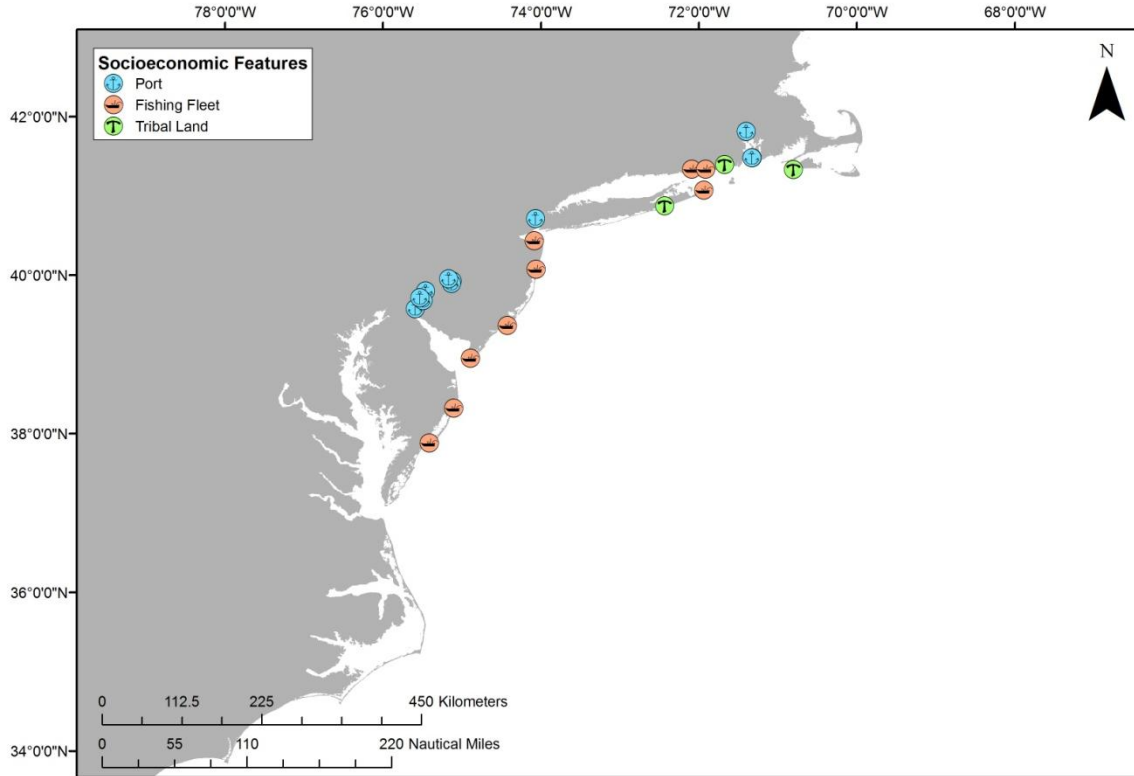 78°0'0"W 76°0'0"W 74°0'0"W 72°0'0"W 70°0'0"W 68°0'0"W
Socioeconomic Features
Port
Fishing Fleet
Tribal Land
N
42°0'0"N
40°0'0"N
38°0'0"N
36°0'0"N
34°0'0"N
0 112.5 225 450 Kilometers
0 55 110 220 Nautical Miles